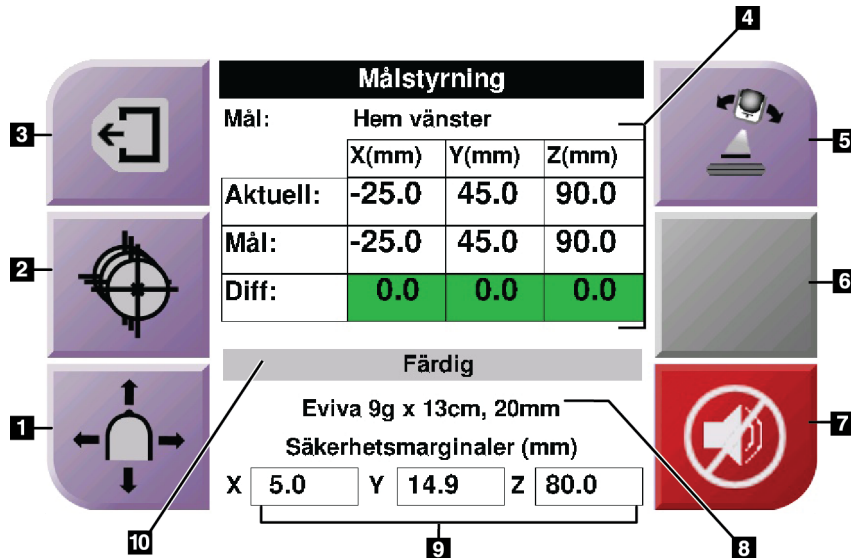 4
Målstyrning
Mål: Hem vänster
3
5
X(mm) Y(mm) Z(mm)
Aktuell: -25.0 45.0 90.0
Mål: -25.0 45.0 90.0
2
6
Diff: 0.0 0.0 0.0
Färdig
Eviva 9g x 13cm, 20mm
1
7
Säkerhetsmarginaler (mm)
X 5.0 Y 14.9 Z 80.0
10
9
8